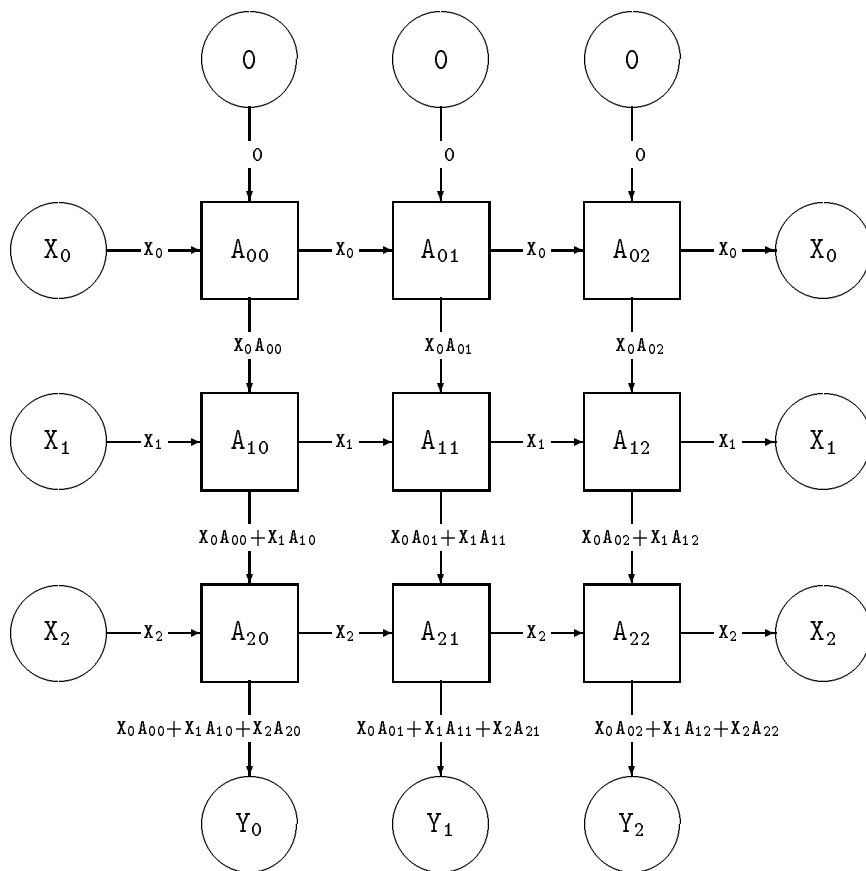 0 0 0
0 0 0
X₀ X₀ A₀₀ X₀ A₀₁ X₀ A₀₂ X₀ X₀
X₀A₀₀ X₀A₀₁ X₀A₀₂
X₁ X₁ A₁₀ X₁ A₁₁ X₁ A₁₂ X₁ X₁
X₀A₀₀+X₁A₁₀ X₀A₀₁+X₁A₁₁ X₀A₀₂+X₁A₁₂
X₂ X₂ A₂₀ X₂ A₂₁ X₂ A₂₂ X₂ X₂
X₀A₀₀+X₁A₁₀+X₂A₂₀ X₀A₀₁+X₁A₁₁+X₂A₂₁ X₀A₀₂+X₁A₁₂+X₂A₂₂
Y₀ Y₁ Y₂